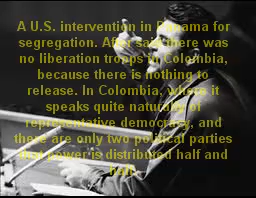 A U.S. intervention in Panama for
segregation. After said there was
no liberation tropps in Colombia,
because there is nothing to
release. In Colombia, where it
speaks quite naturally of
representative democracy, and
there are only two political parties
that power is distributed half and
half